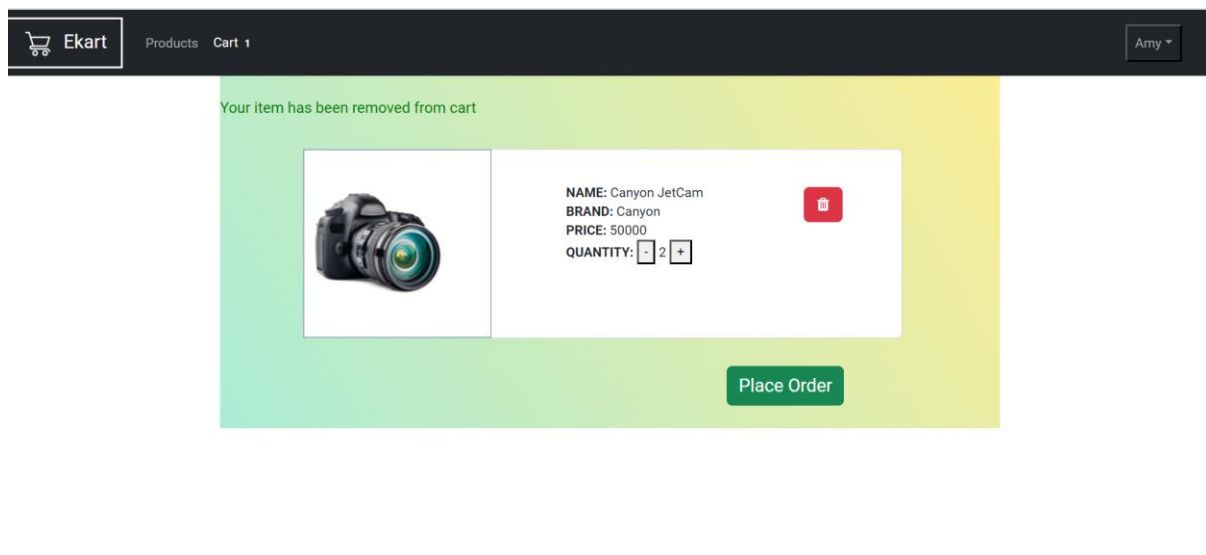 Ekart Products Cart 1 Amy
Your item has been removed from cart
NAME: Canyon JetCam
BRAND: Canyon
PRICE: 50000
QUANTITY: - 2 +
Place Order